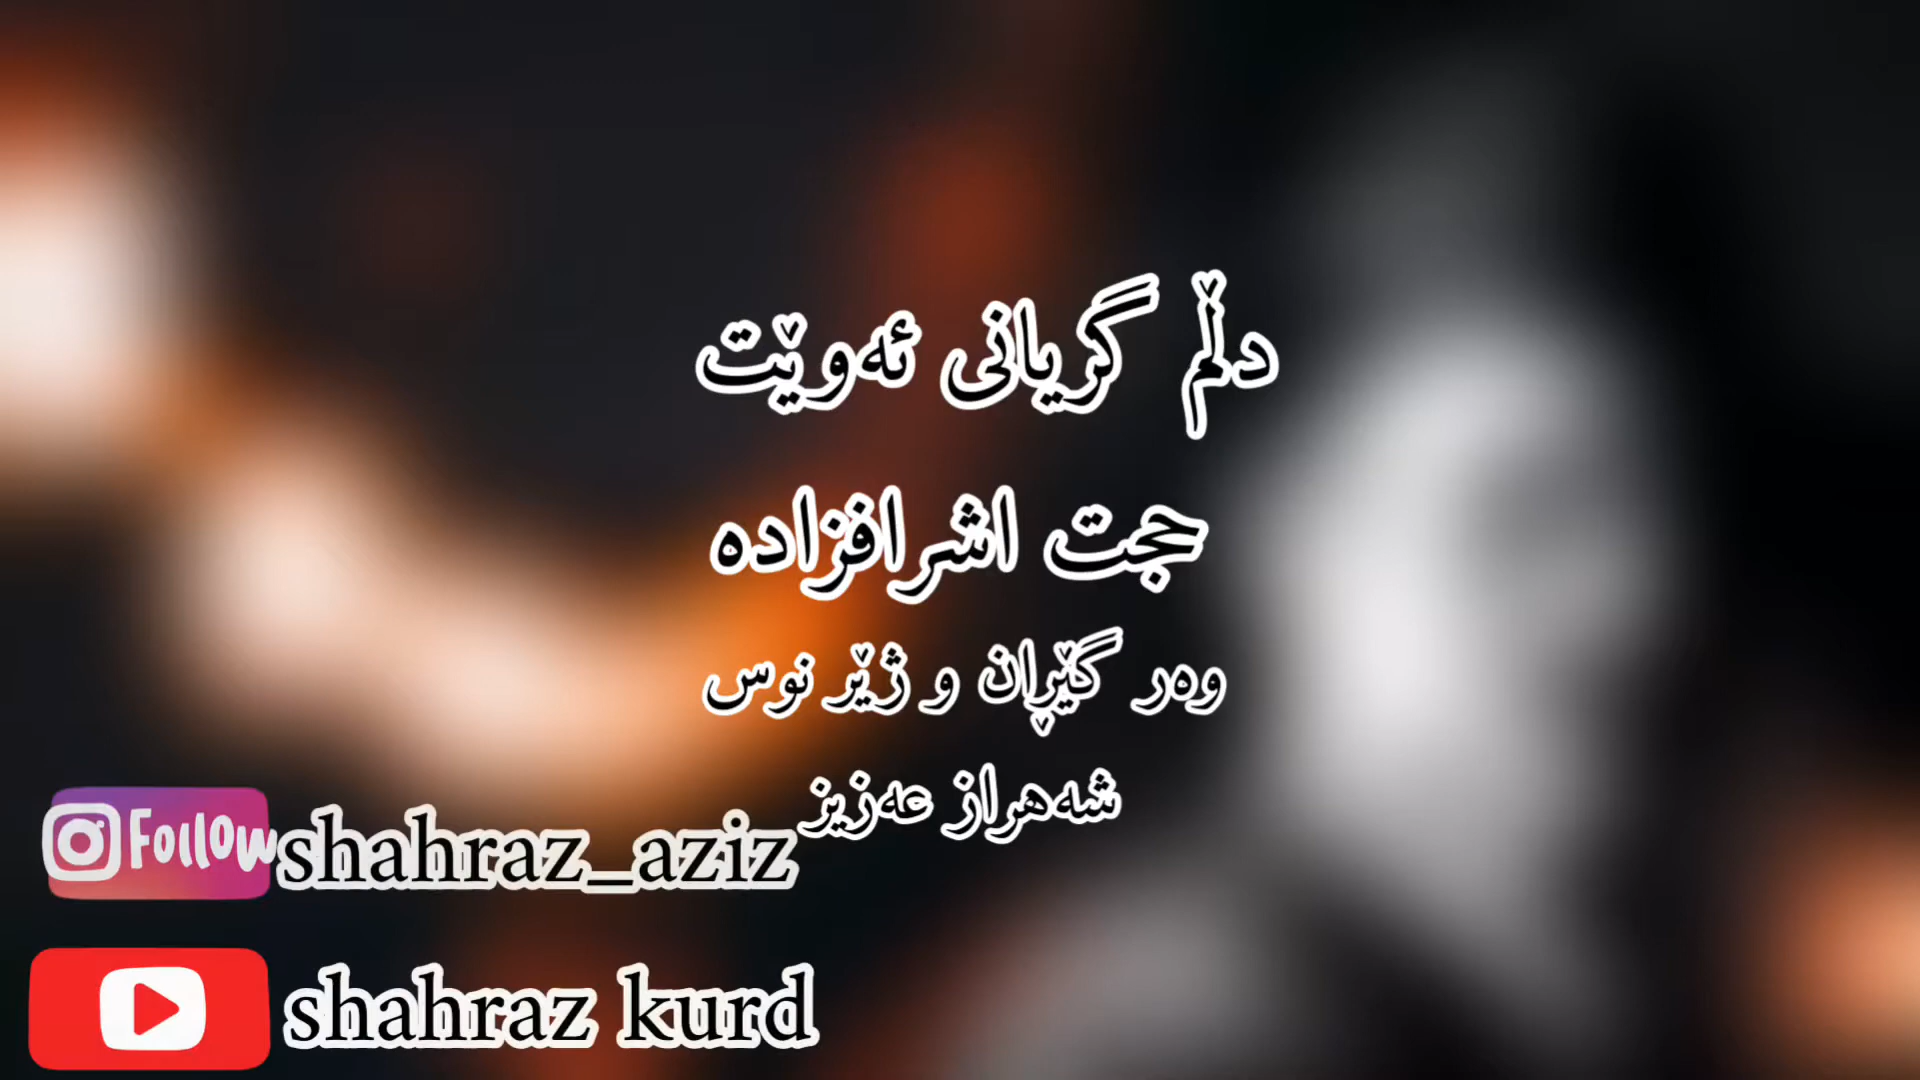 دڵم گریانی ئەوێت
حجت اشرافزاده
وەر گێڕان و ژێر نوس
شەهراز عەزیز
Follow shahraz_aziz
shahraz kurd